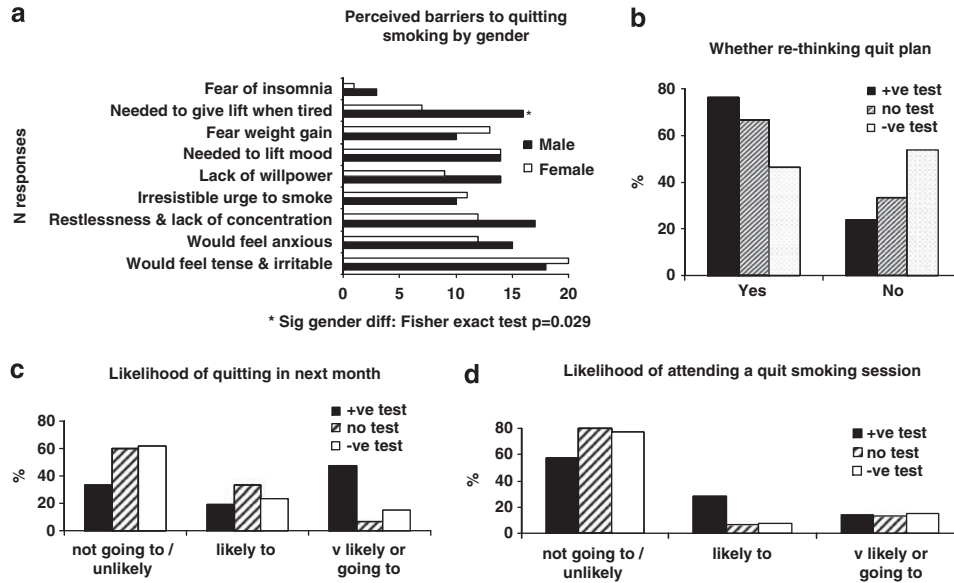 a
Perceived barriers to quitting
smoking by gender
N responses
Fear of insomnia
Needed to give lift when tired
*
Fear weight gain
Needed to lift mood
Lack of willpower
Irresistible urge to smoke
Restlessness & lack of concentration
Would feel anxious
Would feel tense & irritable
Male
Female
0 5 10 15 20
* Sig gender diff: Fisher exact test p=0.029
b
Whether re-thinking quit plan
+ve test
no test
-ve test
%
80
60
40
20
0
Yes No
c
Likelihood of quitting in next month
+ve test
no test
-ve test
%
80
60
40
20
0
not going to / likely to v likely or
unlikely going to
d
Likelihood of attending a quit smoking session
+ve test
no test
-ve test
%
80
60
40
20
0
not going to / likely to v likely or
unlikely going to